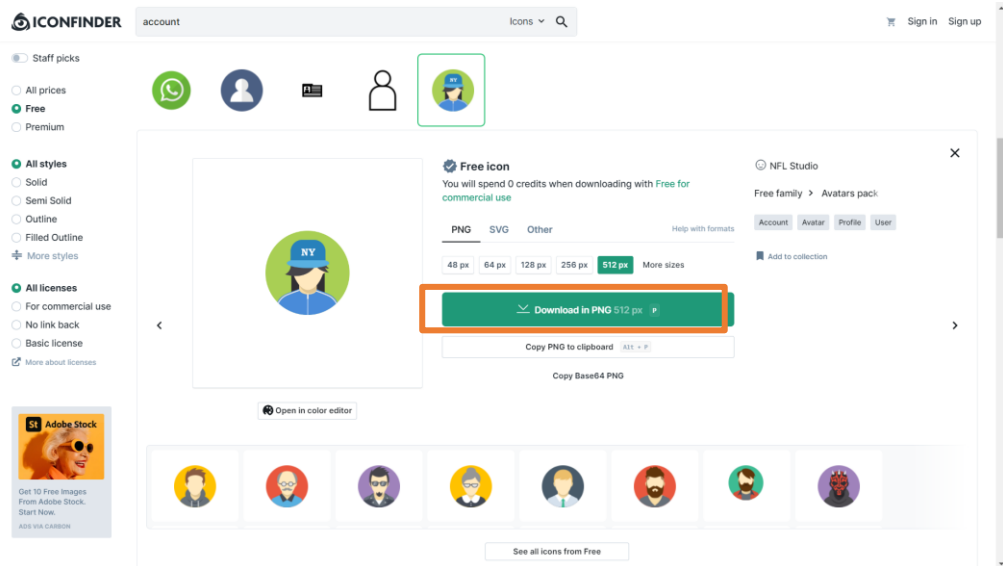 ICONFINDER
account
Icons
Sign in
Sign up
Staff picks
All prices
Free
Premium
All styles
Solid
Semi Solid
Outline
Filled Outline
More styles
All licenses
For commercial use
No link back
Basic license
More about licenses
St Adobe Stock
Get 10 Free Images
From Adobe Stock.
Start Now.
ADS VIA CARBON
NY
NY
Open in color editor
Free icon
You will spend 0 credits when downloading with Free for
commercial use
PNG SVG Other Help with formats
48 px 64 px 128 px 256 px 512 px More sizes
Download in PNG 512 px P
Copy PNG to clipboard Alt + P
Copy Base64 PNG
NFL Studio
Free family > Avatars pack
Account Avatar Profile User
Add to collection
See all icons from Free